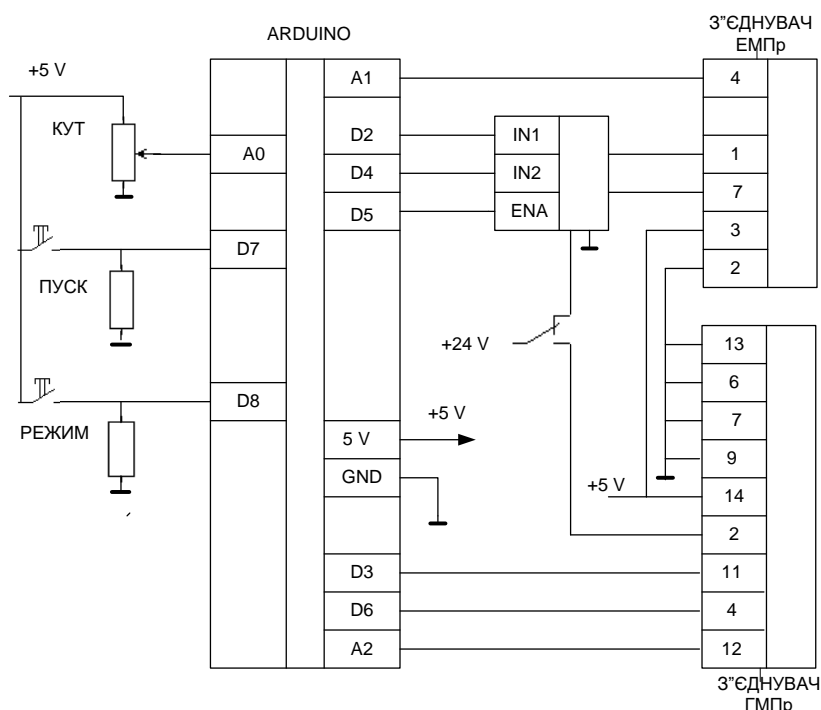 З"ЄДНУВАЧ
ЕМПр
ARDUINO
+5 V
A1
4
КУТ
D2
IN1
A0
1
D4
IN2
7
D5
ENA
3
D7
2
ПУСК
+24 V
13
6
D8
+5 V
7
РЕЖИМ
5 V
9
GND
+5 V
14
2
D3
11
D6
4
A2
12
З"ЄДНУВАЧ
ГМПр